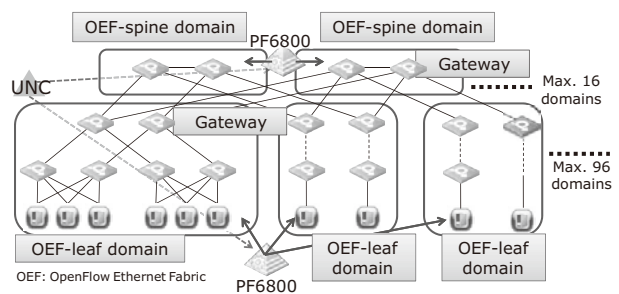 OEF-spine domain
OEF-spine domain
PF6800
Gateway
UNC
Max. 16
domains
Gateway
Max. 96
domains
OEF-leaf domain
OEF-leaf
domain
OEF-leaf
domain
OEF: OpenFlow Ethernet Fabric
PF6800